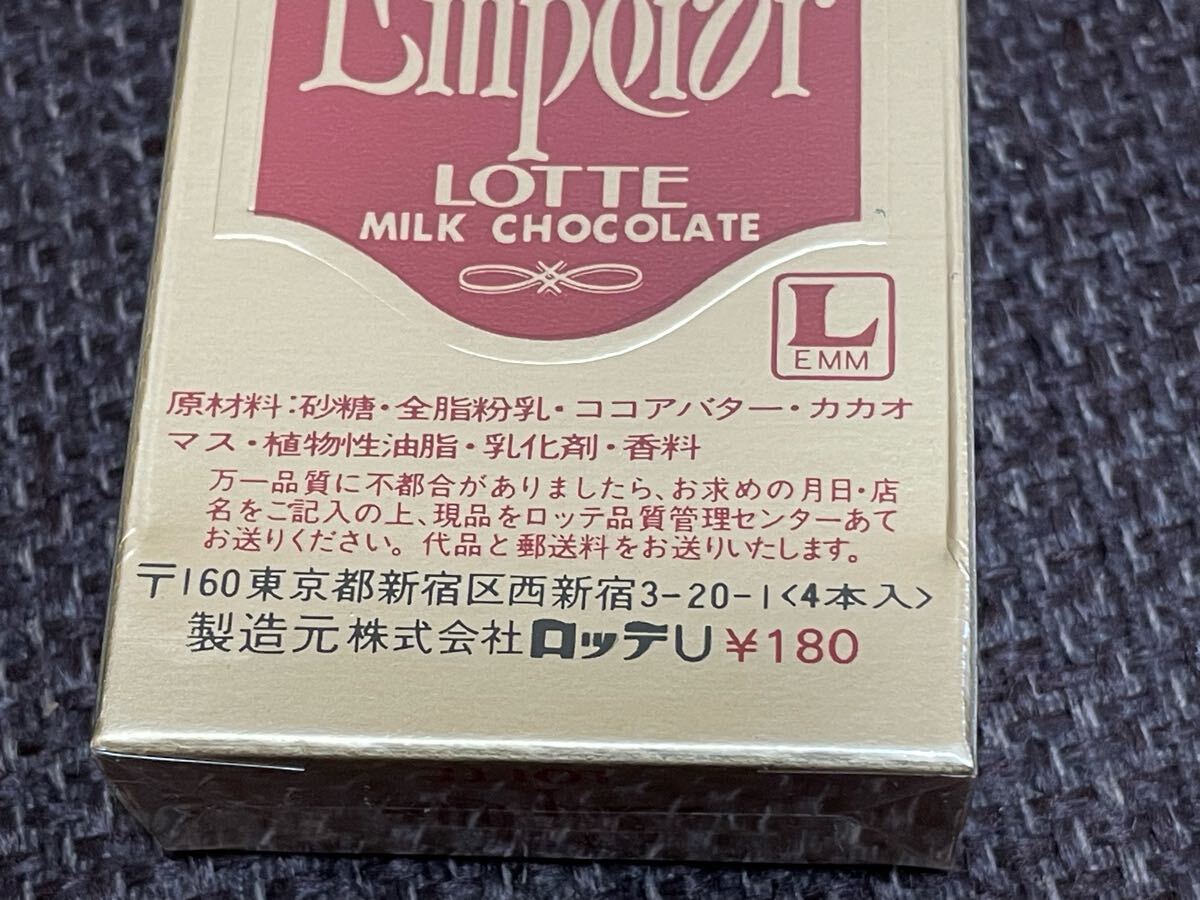 Emperor
LOTTE
MILK CHOCOLATE
L
EMM
原材料:砂糖・全脂粉乳・ココアバター・カカオ
マス・植物性油脂・乳化剤・香料
万一品質に不都合がありましたら、お求めの月日・店
名をご記入の上、現品をロッテ品質管理センターあて
お送りください。代品と郵送料をお送りいたします。
〒160東京都新宿区西新宿3-20-1<4本入>
製造元株式会社ロッテU ¥180